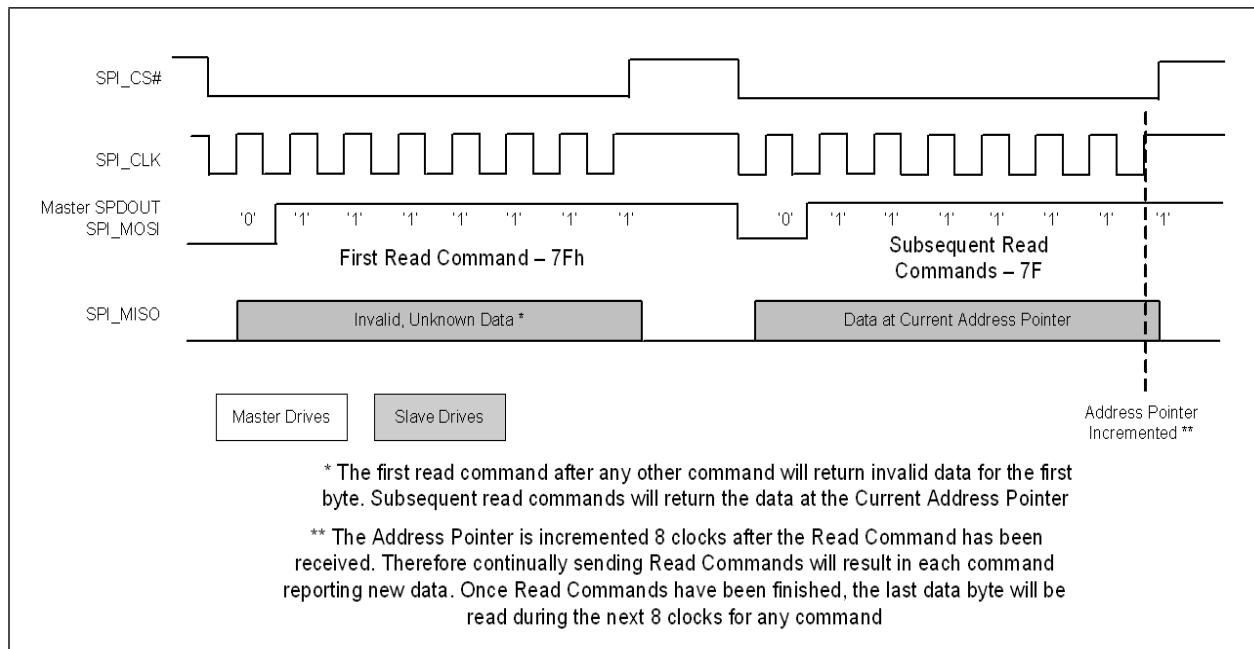 SPI_CS#
SPI_CLK
Master SPDOUT
SPI_MOSI
'0' '1' '1' '1' '1' '1' '1' '1'
'0' '1' '1' '1' '1' '1' '1' '1'
First Read Command – 7Fh
Subsequent Read
Commands – 7F
SPI_MISO
Invalid, Unknown Data *
Data at Current Address Pointer
Master Drives
Slave Drives
Address Pointer
Incremented **
* The first read command after any other command will return invalid data for the first
byte. Subsequent read commands will return the data at the Current Address Pointer
** The Address Pointer is incremented 8 clocks after the Read Command has been
received. Therefore continually sending Read Commands will result in each command
reporting new data. Once Read Commands have been finished, the last data byte will be
read during the next 8 clocks for any command